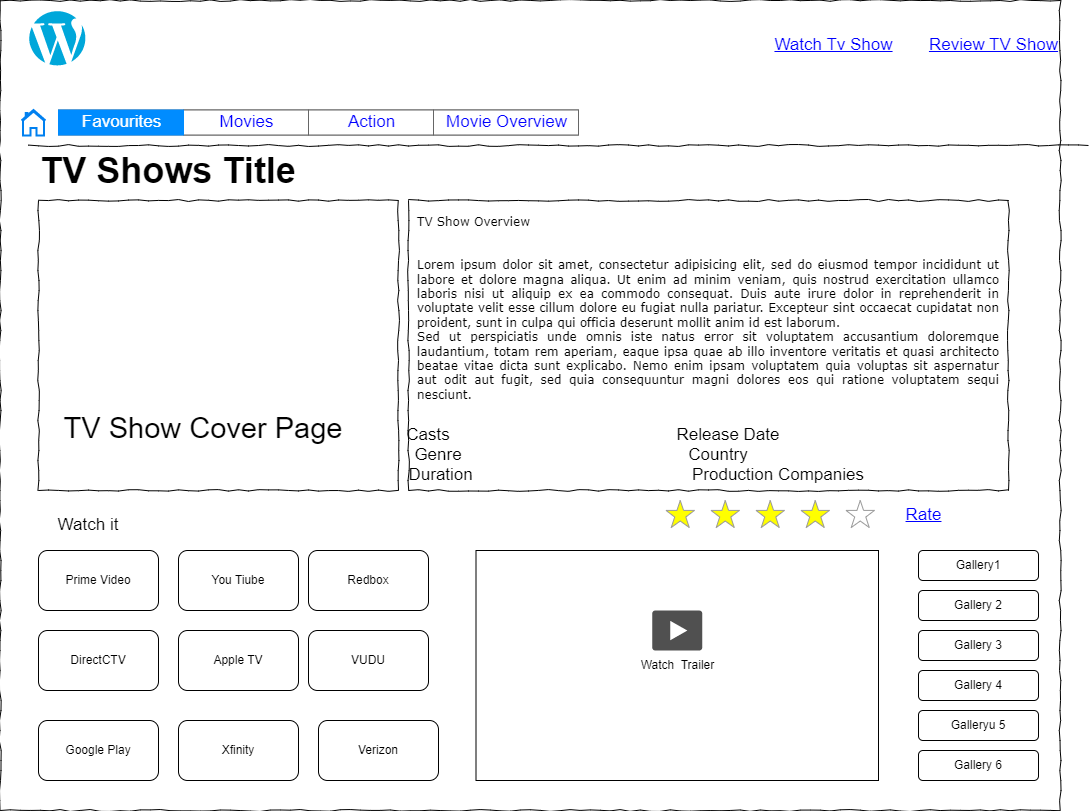 W
Watch Tv Show Review TV Show
Favourites Movies Action Movie Overview
TV Shows Title
TV Show Cover Page
TV Show Overview
Lorem ipsum dolor sit amet, consectetur adipisicing elit, sed do eiusmod tempor incididunt ut
labore et dolore magna aliqua. Ut enim ad minim veniam, quis nostrud exercitation ullamco
laboris nisi ut aliquip ex ea commodo consequat. Duis aute irure dolor in reprehenderit in
voluptate velit esse cillum dolore eu fugiat nulla pariatur. Excepteur sint occaecat cupidatat non
proident, sunt in culpa qui officia deserunt mollit anim id est laborum.
Sed ut perspiciatis unde omnis iste natus error sit voluptatem accusantium doloremque
laudantium, totam rem aperiam, eaque ipsa quae ab illo inventore veritatis et quasi architecto
beatae vitae dicta sunt explicabo. Nemo enim ipsam voluptatem quia voluptas sit aspernatur
aut odit aut fugit, sed quia consequuntur magni dolores eos qui ratione voluptatem sequi
nesciunt.
Casts Release Date
Genre Country
Duration Production Companies
Rate
Watch it
Prime Video You Tiube Redbox
DirectCTV Apple TV VUDU
Google Play Xfinity Verizon
Watch Trailer
Gallery1
Gallery 2
Gallery 3
Gallery 4
Galleryu 5
Gallery 6